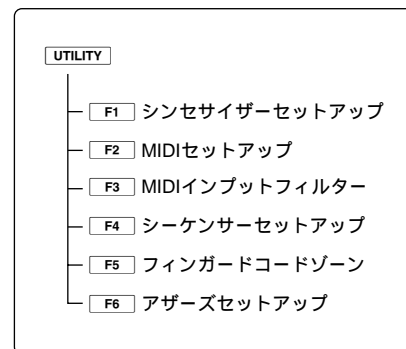 UTILITY
F1 シンセサイザーセットアップ
F2 MIDIセットアップ
F3 MIDIインプットフィルター
F4 シーケンサーセットアップ
F5 フィンガードコードゾーン
F6 アザーズセットアップ